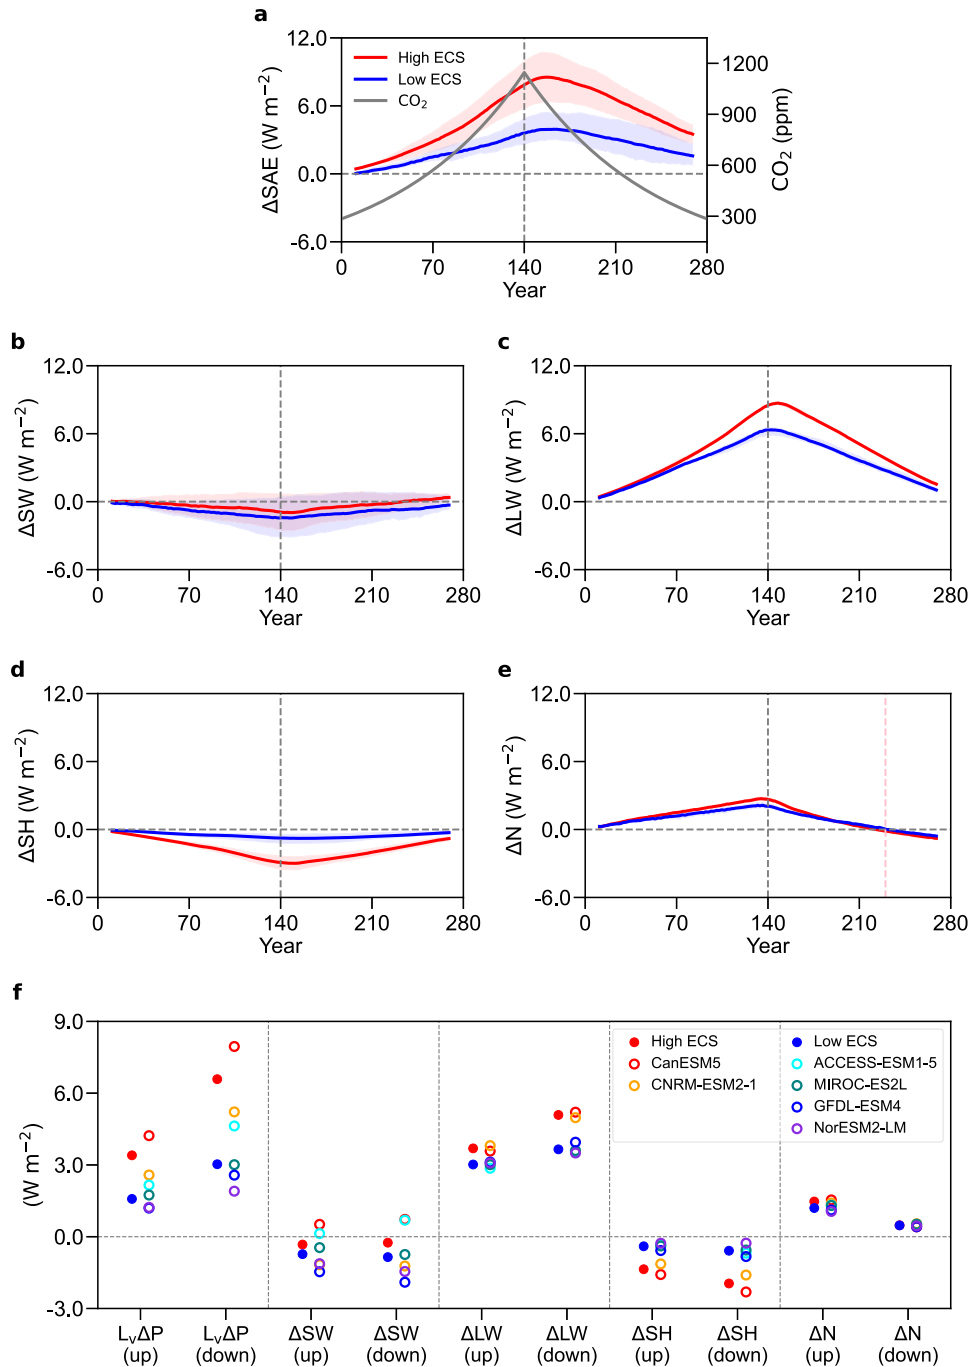 a
12.0
6.0
0.0
-6.0
ΔSAE (W m⁻²)
High ECS
Low ECS
CO₂
1200
900
600
300
CO₂ (ppm)
0 70 140 210 280
Year
b
12.0
6.0
0.0
-6.0
ΔSW (W m⁻²)
0 70 140 210 280
Year
c
12.0
6.0
0.0
-6.0
ΔLW (W m⁻²)
0 70 140 210 280
Year
d
12.0
6.0
0.0
-6.0
ΔSH (W m⁻²)
0 70 140 210 280
Year
e
12.0
6.0
0.0
-6.0
ΔN (W m⁻²)
0 70 140 210 280
Year
f
9.0
6.0
3.0
0.0
-3.0
(W m⁻²)
High ECS
CanESM5
CNRM-ESM2-1
Low ECS
ACCESS-ESM1-5
MIROC-ES2L
GFDL-ESM4
NorESM2-LM
LᵥΔP LᵥΔP ΔSW ΔSW ΔLW ΔLW ΔSH ΔSH ΔN ΔN
(up) (down) (up) (down) (up) (down) (up) (down) (up) (down)